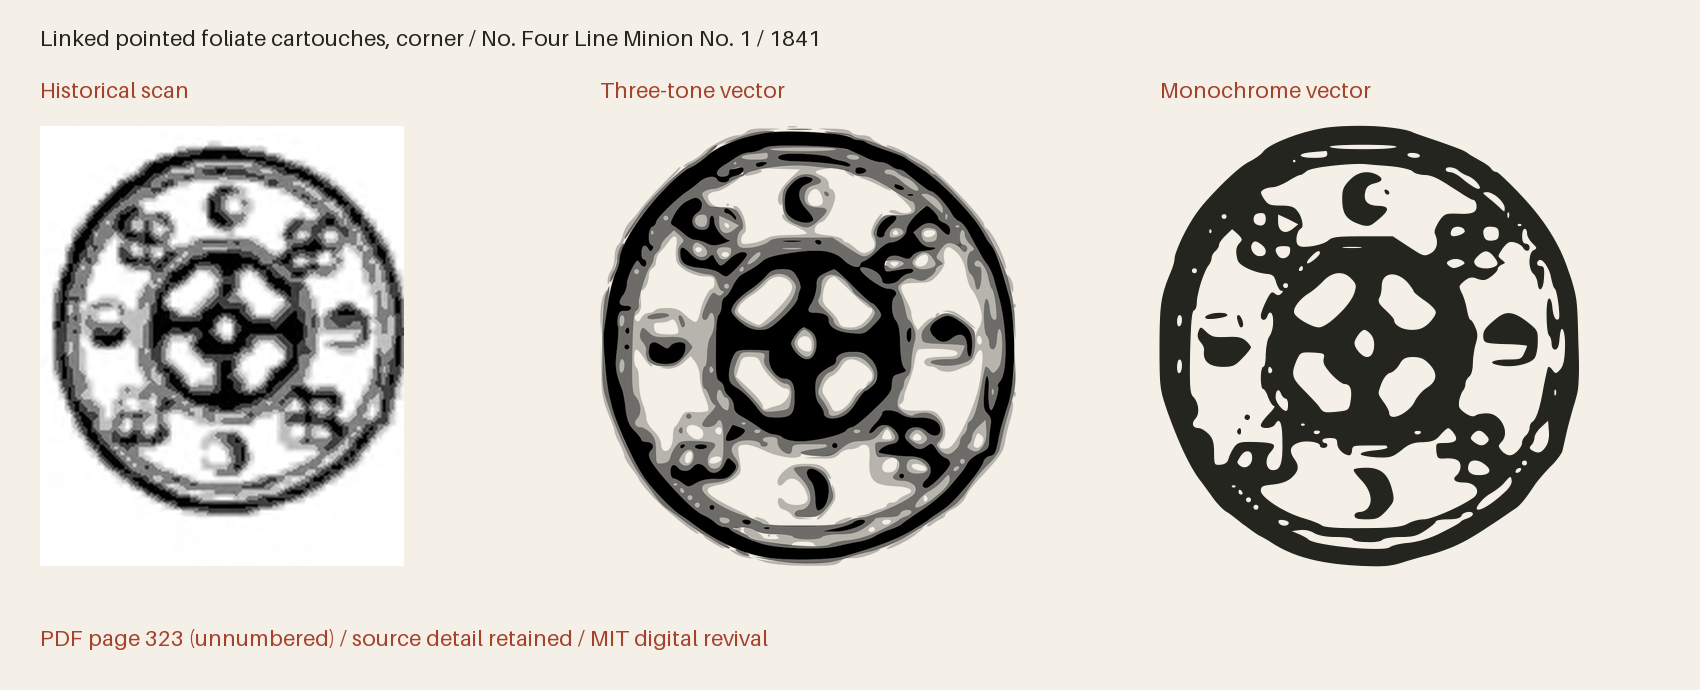 Linked pointed foliate cartouches, corner / No. Four Line Minion No. 1 / 1841
Historical scan
Three-tone vector
Monochrome vector
PDF page 323 (unnumbered) / source detail retained / MIT digital revival